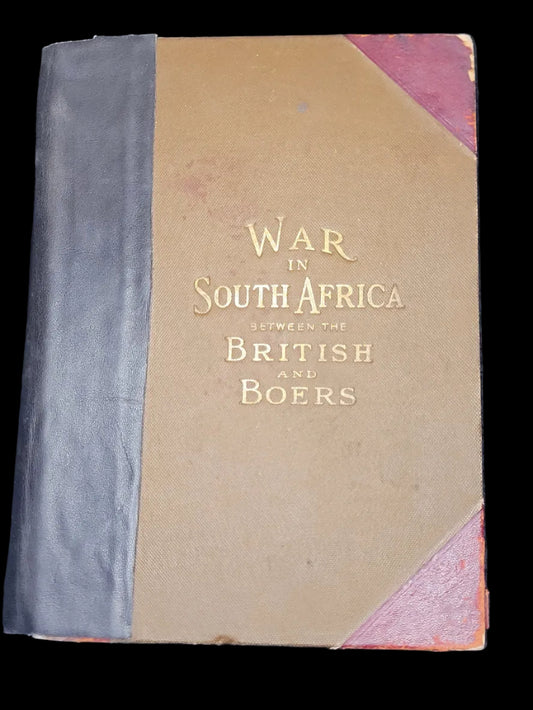 WAR
IN
SOUTH AFRICA
BETWEEN THE
BRITISH
AND
BOERS